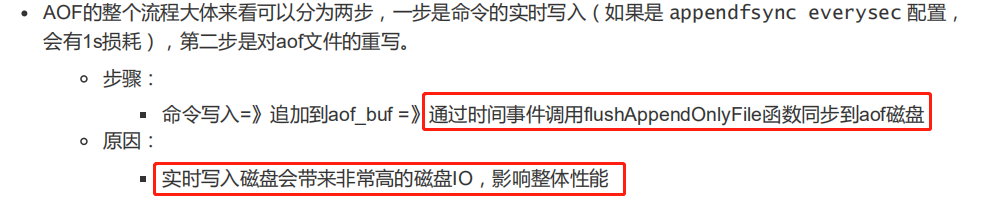 AOF的整个流程大体来看可以分为两步，一步是命令的实时写入（如果是 appendfsync everysec 配置，
会有1s损耗），第二步是对aof文件的重写。
步骤：
命令写入=》追加到aof_buf =》通过时间事件调用flushAppendOnlyFile函数同步到aof磁盘
原因：
实时写入磁盘会带来非常高的磁盘IO，影响整体性能